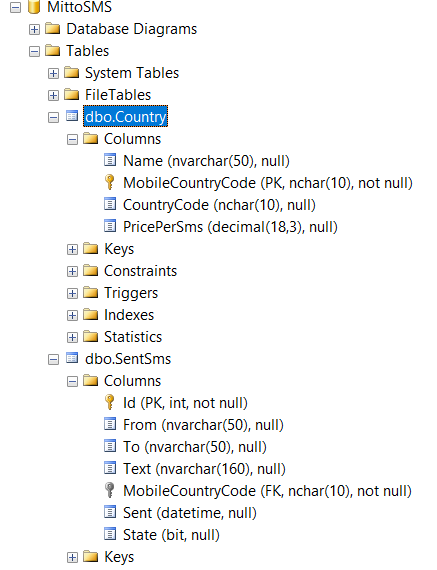 MittoSMS
Database Diagrams
Tables
System Tables
FileTables
dbo.Country
Columns
Name (nvarchar(50), null)
MobileCountryCode (PK, nchar(10), not null)
CountryCode (nchar(10), null)
PricePerSms (decimal(18,3), null)
Keys
Constraints
Triggers
Indexes
Statistics
dbo.SentSms
Columns
Id (PK, int, not null)
From (nvarchar(50), null)
To (nvarchar(50), null)
Text (nvarchar(160), null)
MobileCountryCode (FK, nchar(10), not null)
Sent (datetime, null)
State (bit, null)
Keys